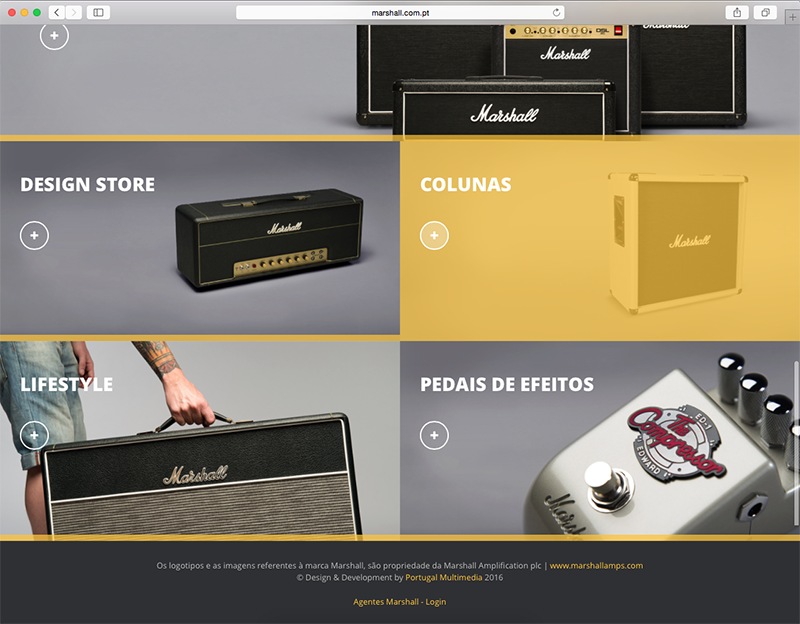 marshall.com.pt
DSL
Marshall
Marshall
Marshall
DESIGN STORE
Marshall
COLUNAS
Marshall
LIFESTYLE
Marshall
PEDAIS DE EFEITOS
ED-1
The
Compressor
EDWARD
Marshall
Os logotipos e as imagens referentes à marca Marshall, são propriedade da Marshall Amplification plc | www.marshallamps.com
© Design & Development by Portugal Multimedia 2016
Agentes Marshall - Login